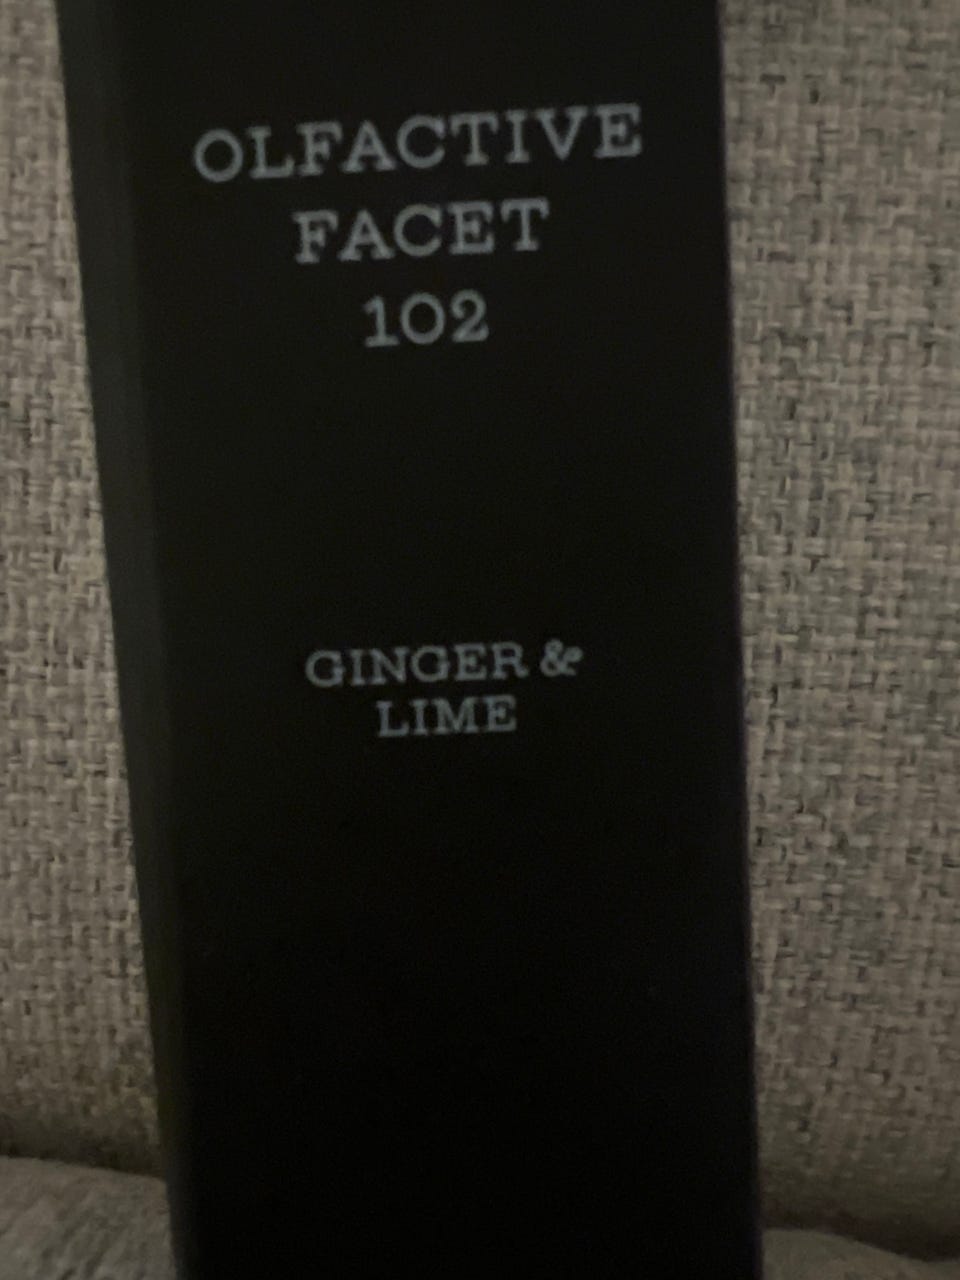 OLFACTIVE
FACET
102
GINGER &
LIME